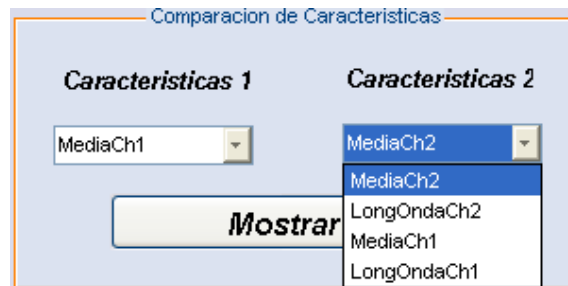 Comparacion de Caracteristicas
Caracteristicas 1
Caracteristicas 2
MediaCh1
MediaCh2
MediaCh2
LongOndaCh2
MediaCh1
LongOndaCh1
Mostrar